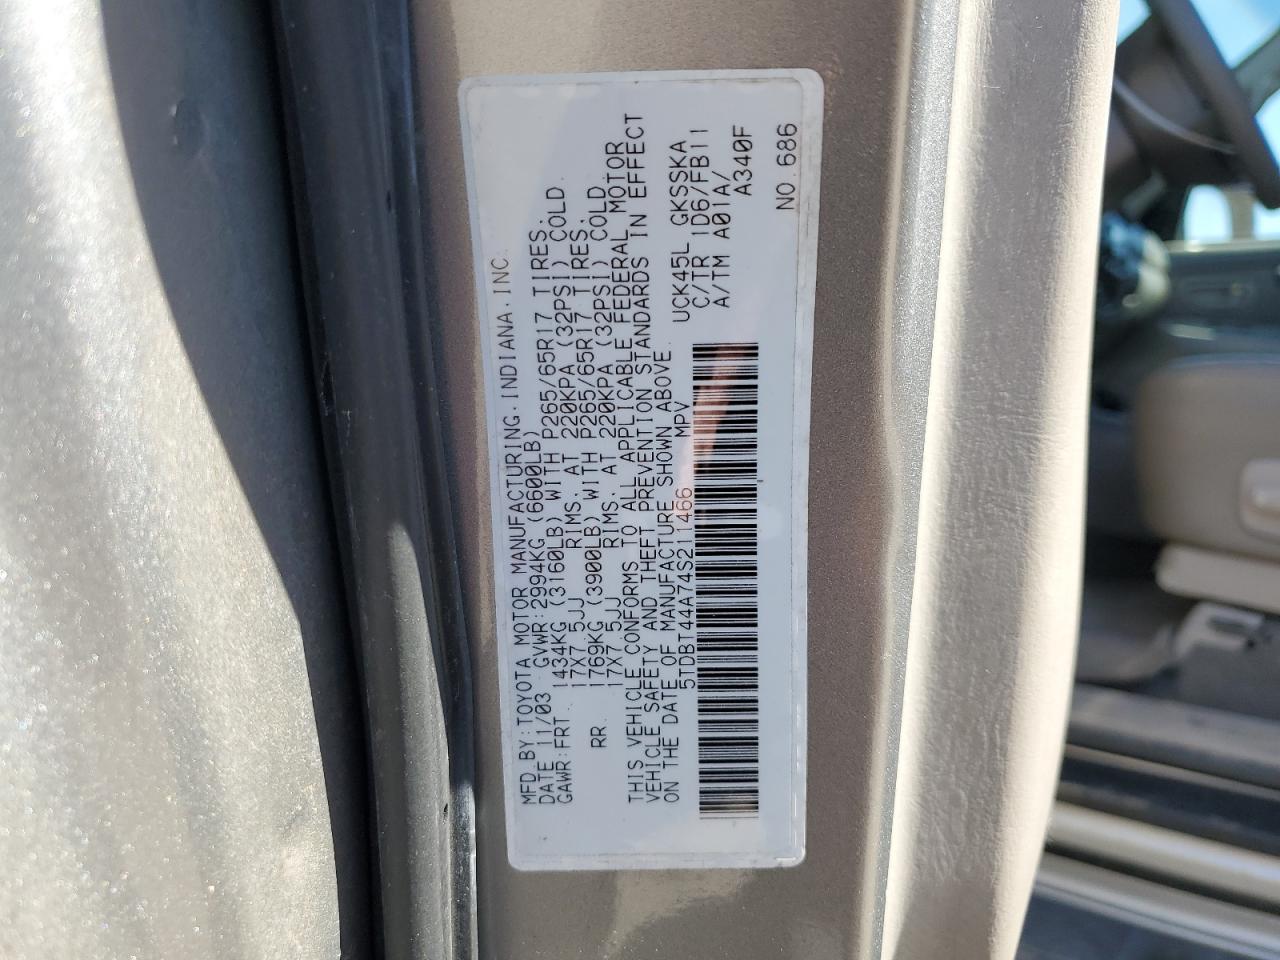 MFD BY: TOYOTA MOTOR MANUFACTURING, INDIANA, INC.
DATE 11/03 GVWR: 2994KG (6600LB)
GAWR: FRT. 1434KG (3160LB) WITH P265/65R17 TIRES.
17X7.5JJ RIMS. AT 220KPA (32PSI) COLD
RR. 1769KG (3900LB) WITH P265/65R17 TIRES.
17X7.5JJ RIMS. AT 220KPA (32PSI) COLD
THIS VEHICLE CONFORMS TO ALL APPLICABLE FEDERAL MOTOR
VEHICLE SAFETY AND THEFT PREVENTION STANDARDS IN EFFECT
ON THE DATE OF MANUFACTURE SHOWN ABOVE.
5TDBT44A74S211466 MPV
UCK45L GKSSKA
C/TR 1D6/FB11
A/TM A01A/
A340F
NO.686